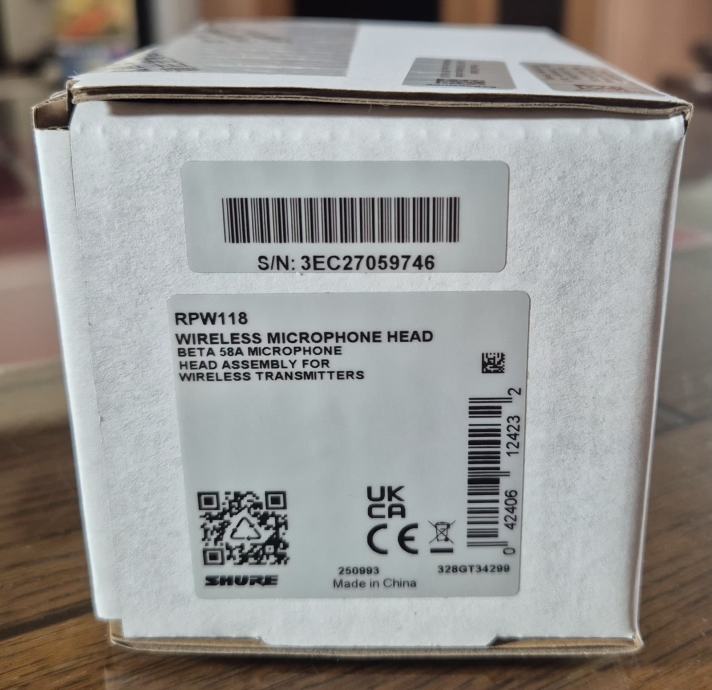 S/N: 3EC27059746
RPW118
WIRELESS MICROPHONE HEAD
BETA 58A MICROPHONE
HEAD ASSEMBLY FOR
WIRELESS TRANSMITTERS
0 42406 12423 2
UK
CA
CE
SHURE
250993
328GT34299
Made in China